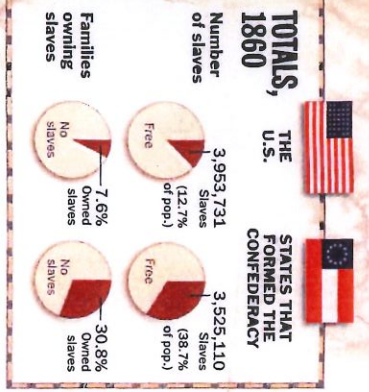 TOTALS,
1860
THE
U.S.
STATES THAT
FORMED THE
CONFEDERACY
Number
of slaves
3,953,731
Slaves
(12.7%
of pop.)
Free
3,525,110
Slaves
(38.7%
of pop.)
Free
Families
owning
slaves
7.6%
Owned
slaves
No
slaves
30.8%
Owned
slaves
No
slaves